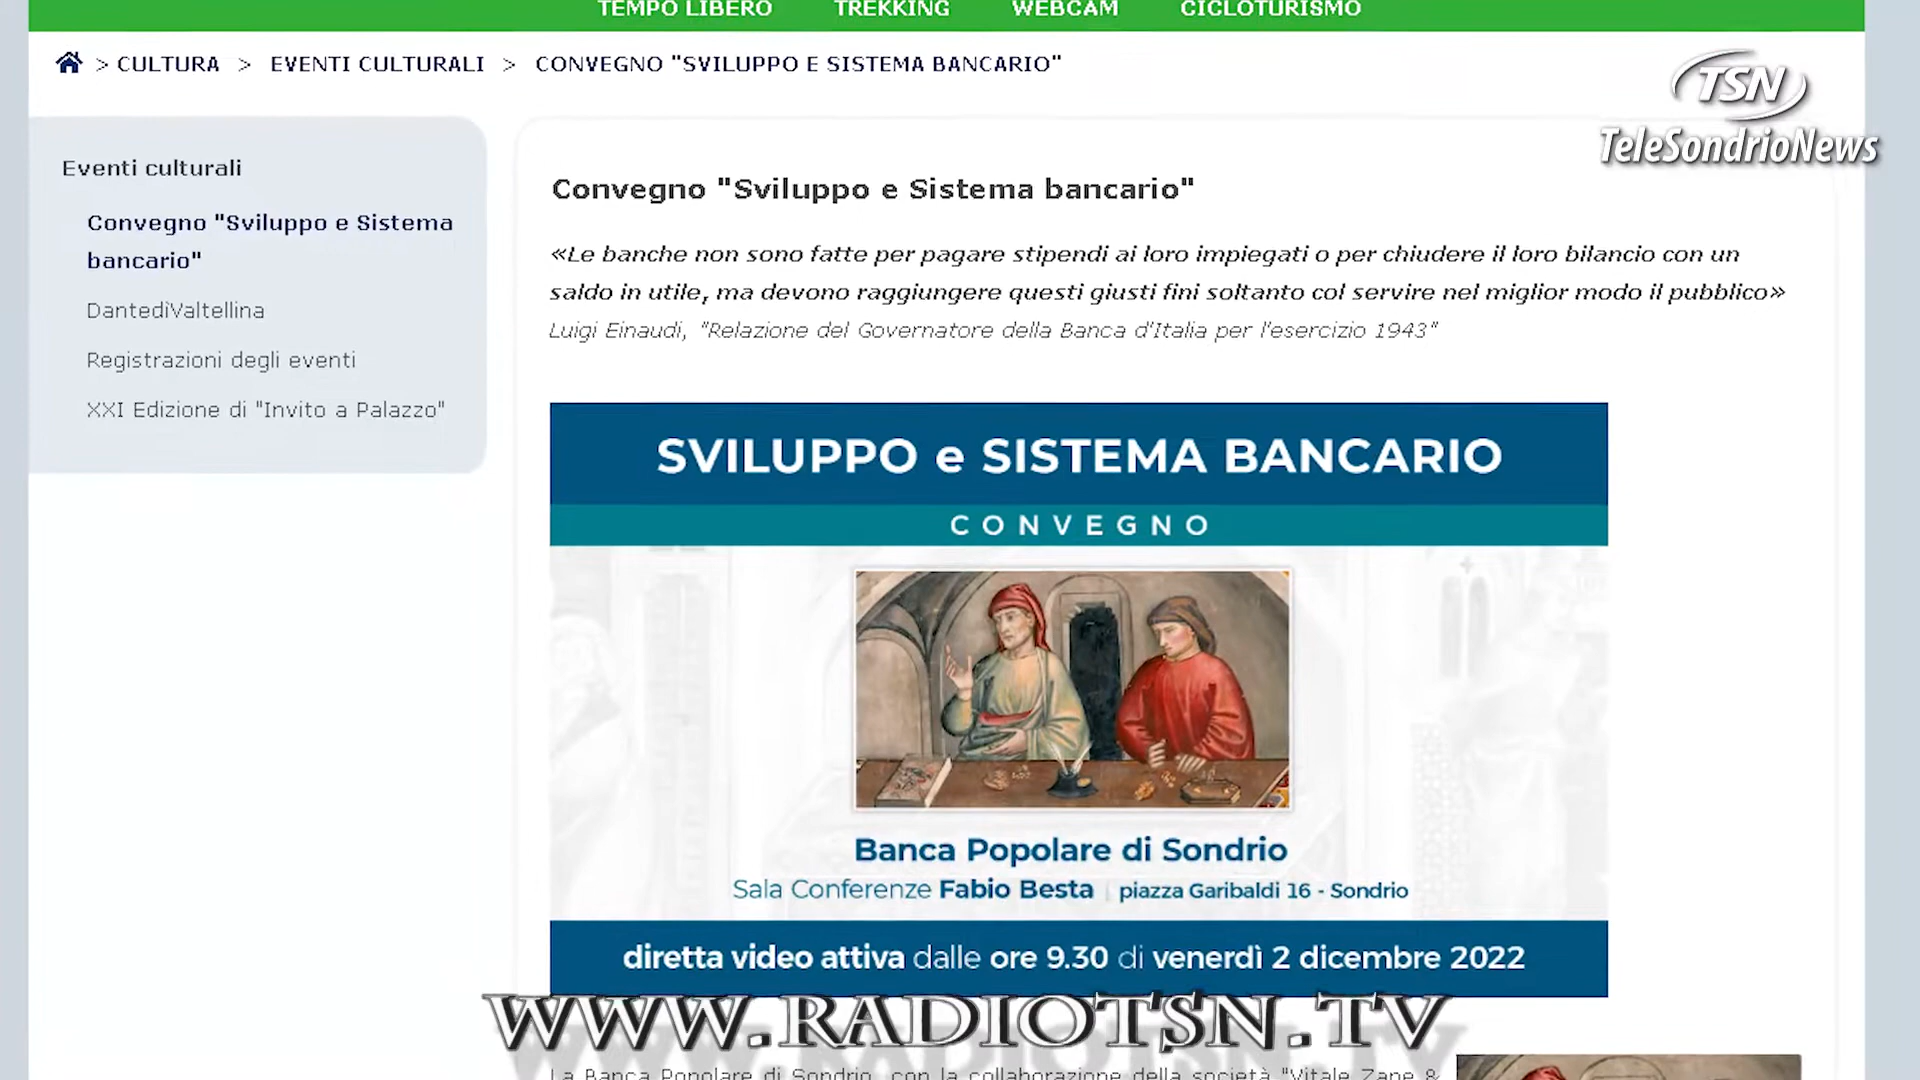 TEMPO LIBERO TREKKING WEBCAM CICLOTURISMO
> CULTURA > EVENTI CULTURALI > CONVEGNO "SVILUPPO E SISTEMA BANCARIO"
TSN
TeleSondrioNews
Eventi culturali
Convegno "Sviluppo e Sistema
bancario"
DantedìValtellina
Registrazioni degli eventi
XXI Edizione di "Invito a Palazzo"
Convegno "Sviluppo e Sistema bancario"
«Le banche non sono fatte per pagare stipendi ai loro impiegati o per chiudere il loro bilancio con un
saldo in utile, ma devono raggiungere questi giusti fini soltanto col servire nel miglior modo il pubblico»
Luigi Einaudi, "Relazione del Governatore della Banca d'Italia per l'esercizio 1943"
SVILUPPO e SISTEMA BANCARIO
CONVEGNO
Banca Popolare di Sondrio
Sala Conferenze Fabio Besta | piazza Garibaldi 16 - Sondrio
diretta video attiva dalle ore 9.30 di venerdì 2 dicembre 2022
WWW.RADIOTSN.TV
La Banca Popolare di Sondrio, con la collaborazione della società "Vitale Zane &